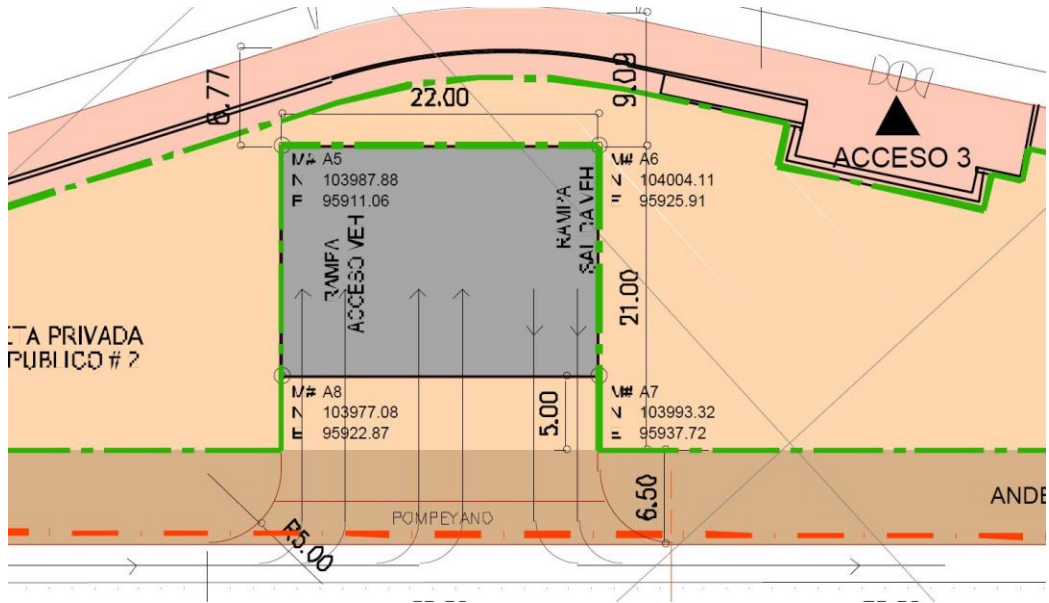 6.77
22.00
9.09
ACCESO 3
M# A5
N 103987.88
E 95911.06
M# A6
N 104004.11
E 95925.91
RAMPA
ACCESO VEH
RAMPA
SALIDA VEH
21.00
ETA PRIVADA
PUBLICO # 2
M# A8
N 103977.08
E 95922.87
5.00
M# A7
N 103993.32
E 95937.72
6.50
ANDE
POMPEYANO
R5.00